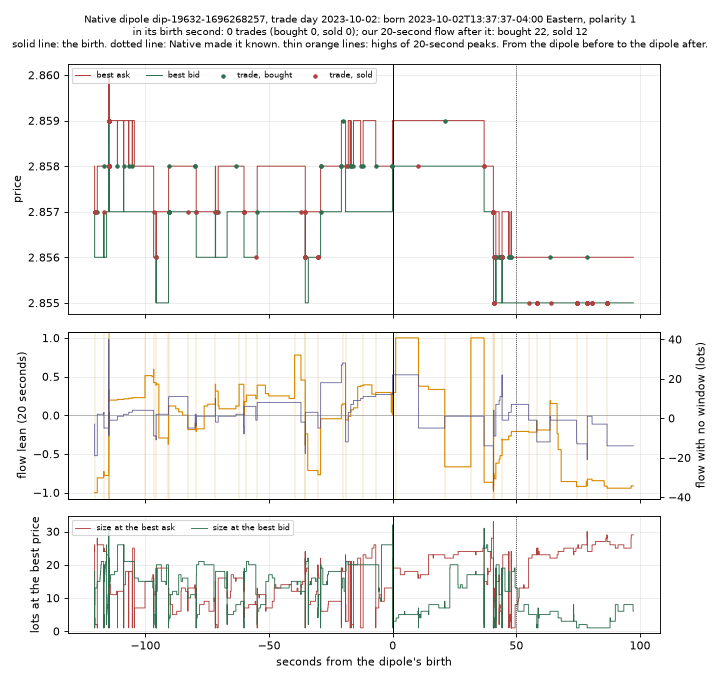 Native dipole dip-19632-1696268257, trade day 2023-10-02: born 2023-10-02T13:37:37-04:00 Eastern, polarity 1
in its birth second: 0 trades (bought 0, sold 0); our 20-second flow after it: bought 22, sold 12
solid line: the birth. dotted line: Native made it known. thin orange lines: highs of 20-second peaks. From the dipole before to the dipole after.
best ask
best bid
trade, bought
trade, sold
2.860
2.859
2.858
2.857
2.856
2.855
price
1.0
0.5
0.0
−0.5
−1.0
flow lean (20 seconds)
40
20
0
−20
−40
flow with no window (lots)
size at the best ask
size at the best bid
30
20
10
0
lots at the best price
−100
−50
0
50
100
seconds from the dipole's birth